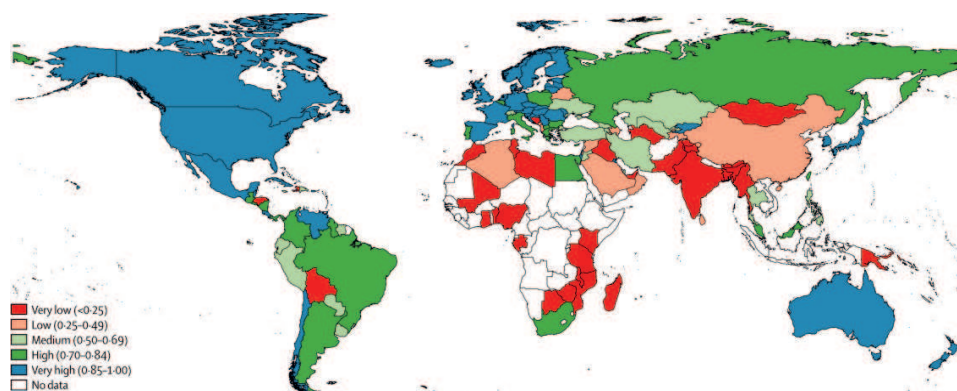 Very low (<0·25)
Low (0·25–0·49)
Medium (0·50–0·69)
High (0·70–0·84)
Very high (0·85–1·00)
No data